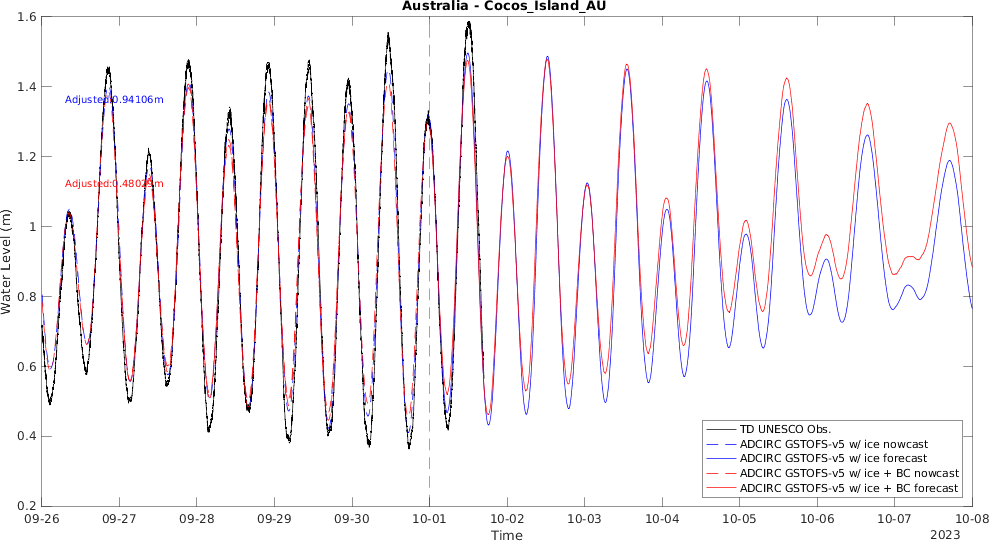 Australia - Cocos_Island_AU
1.6
1.4
1.2
1
0.8
0.6
0.4
0.2
Water Level (m)
Adjusted:0.94106m
Adjusted:0.48029m
TD UNESCO Obs.
ADCIRC GSTOFS-v5 w/ ice nowcast
ADCIRC GSTOFS-v5 w/ ice forecast
ADCIRC GSTOFS-v5 w/ ice + BC nowcast
ADCIRC GSTOFS-v5 w/ ice + BC forecast
09-26 09-27 09-28 09-29 09-30 10-01 10-02 10-03 10-04 10-05 10-06 10-07 10-08
Time
2023